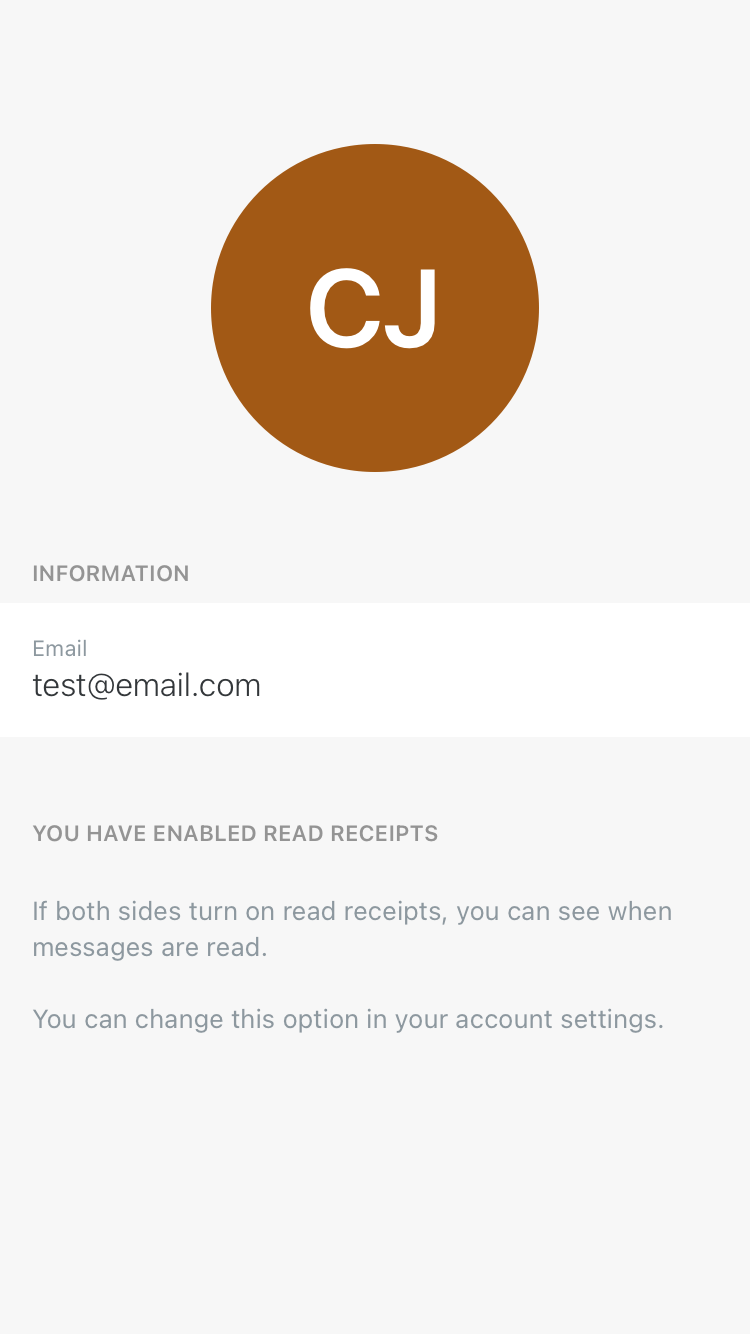 CJ
INFORMATION
Email
test@email.com
YOU HAVE ENABLED READ RECEIPTS
If both sides turn on read receipts, you can see when
messages are read.
You can change this option in your account settings.